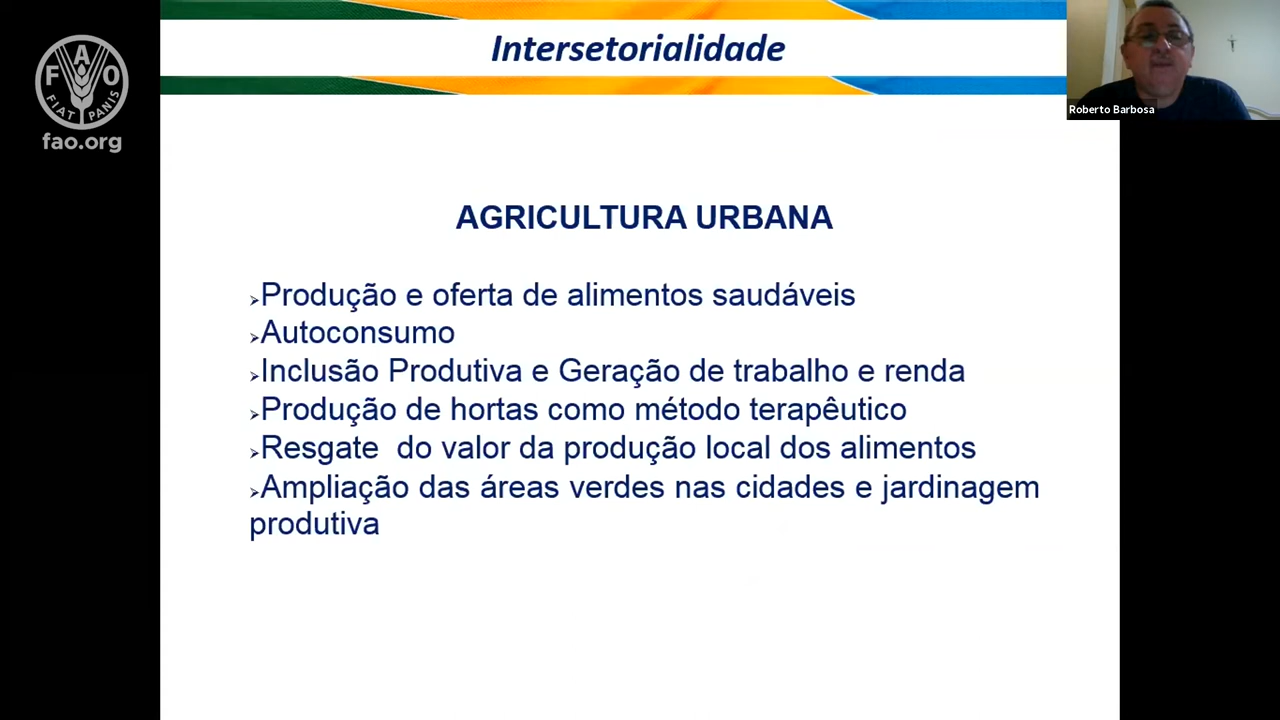 Intersetorialidade
F A O
FIAT PANIS
fao.org
Roberto Barbosa
AGRICULTURA URBANA
➢Produção e oferta de alimentos saudáveis
➢Autoconsumo
➢Inclusão Produtiva e Geração de trabalho e renda
➢Produção de hortas como método terapêutico
➢Resgate  do valor da produção local dos alimentos
➢Ampliação das áreas verdes nas cidades e jardinagem
produtiva